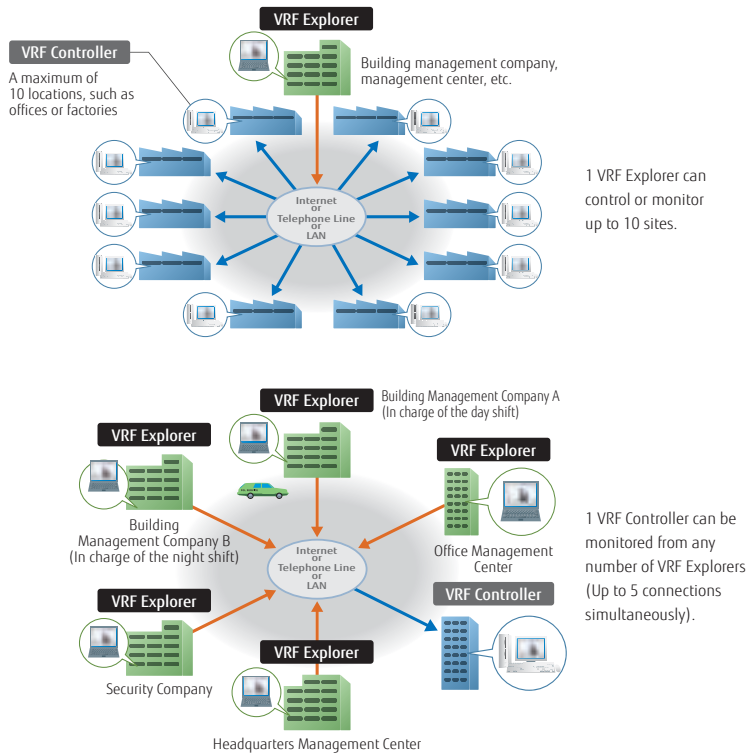 VRF Explorer
VRF Controller
A maximum of
10 locations, such as
offices or factories
Building management company,
management center, etc.
Internet
or
Telephone Line
or
LAN
1 VRF Explorer can
control or monitor
up to 10 sites.
VRF Explorer
Building Management Company A
(In charge of the day shift)
VRF Explorer
Building
Management Company B
(In charge of the night shift)
VRF Explorer
Office Management
Center
Internet
or
Telephone Line
or
LAN
1 VRF Controller can be
monitored from any
number of VRF Explorers
(Up to 5 connections
simultaneously).
VRF Explorer
Security Company
VRF Controller
VRF Explorer
Headquarters Management Center